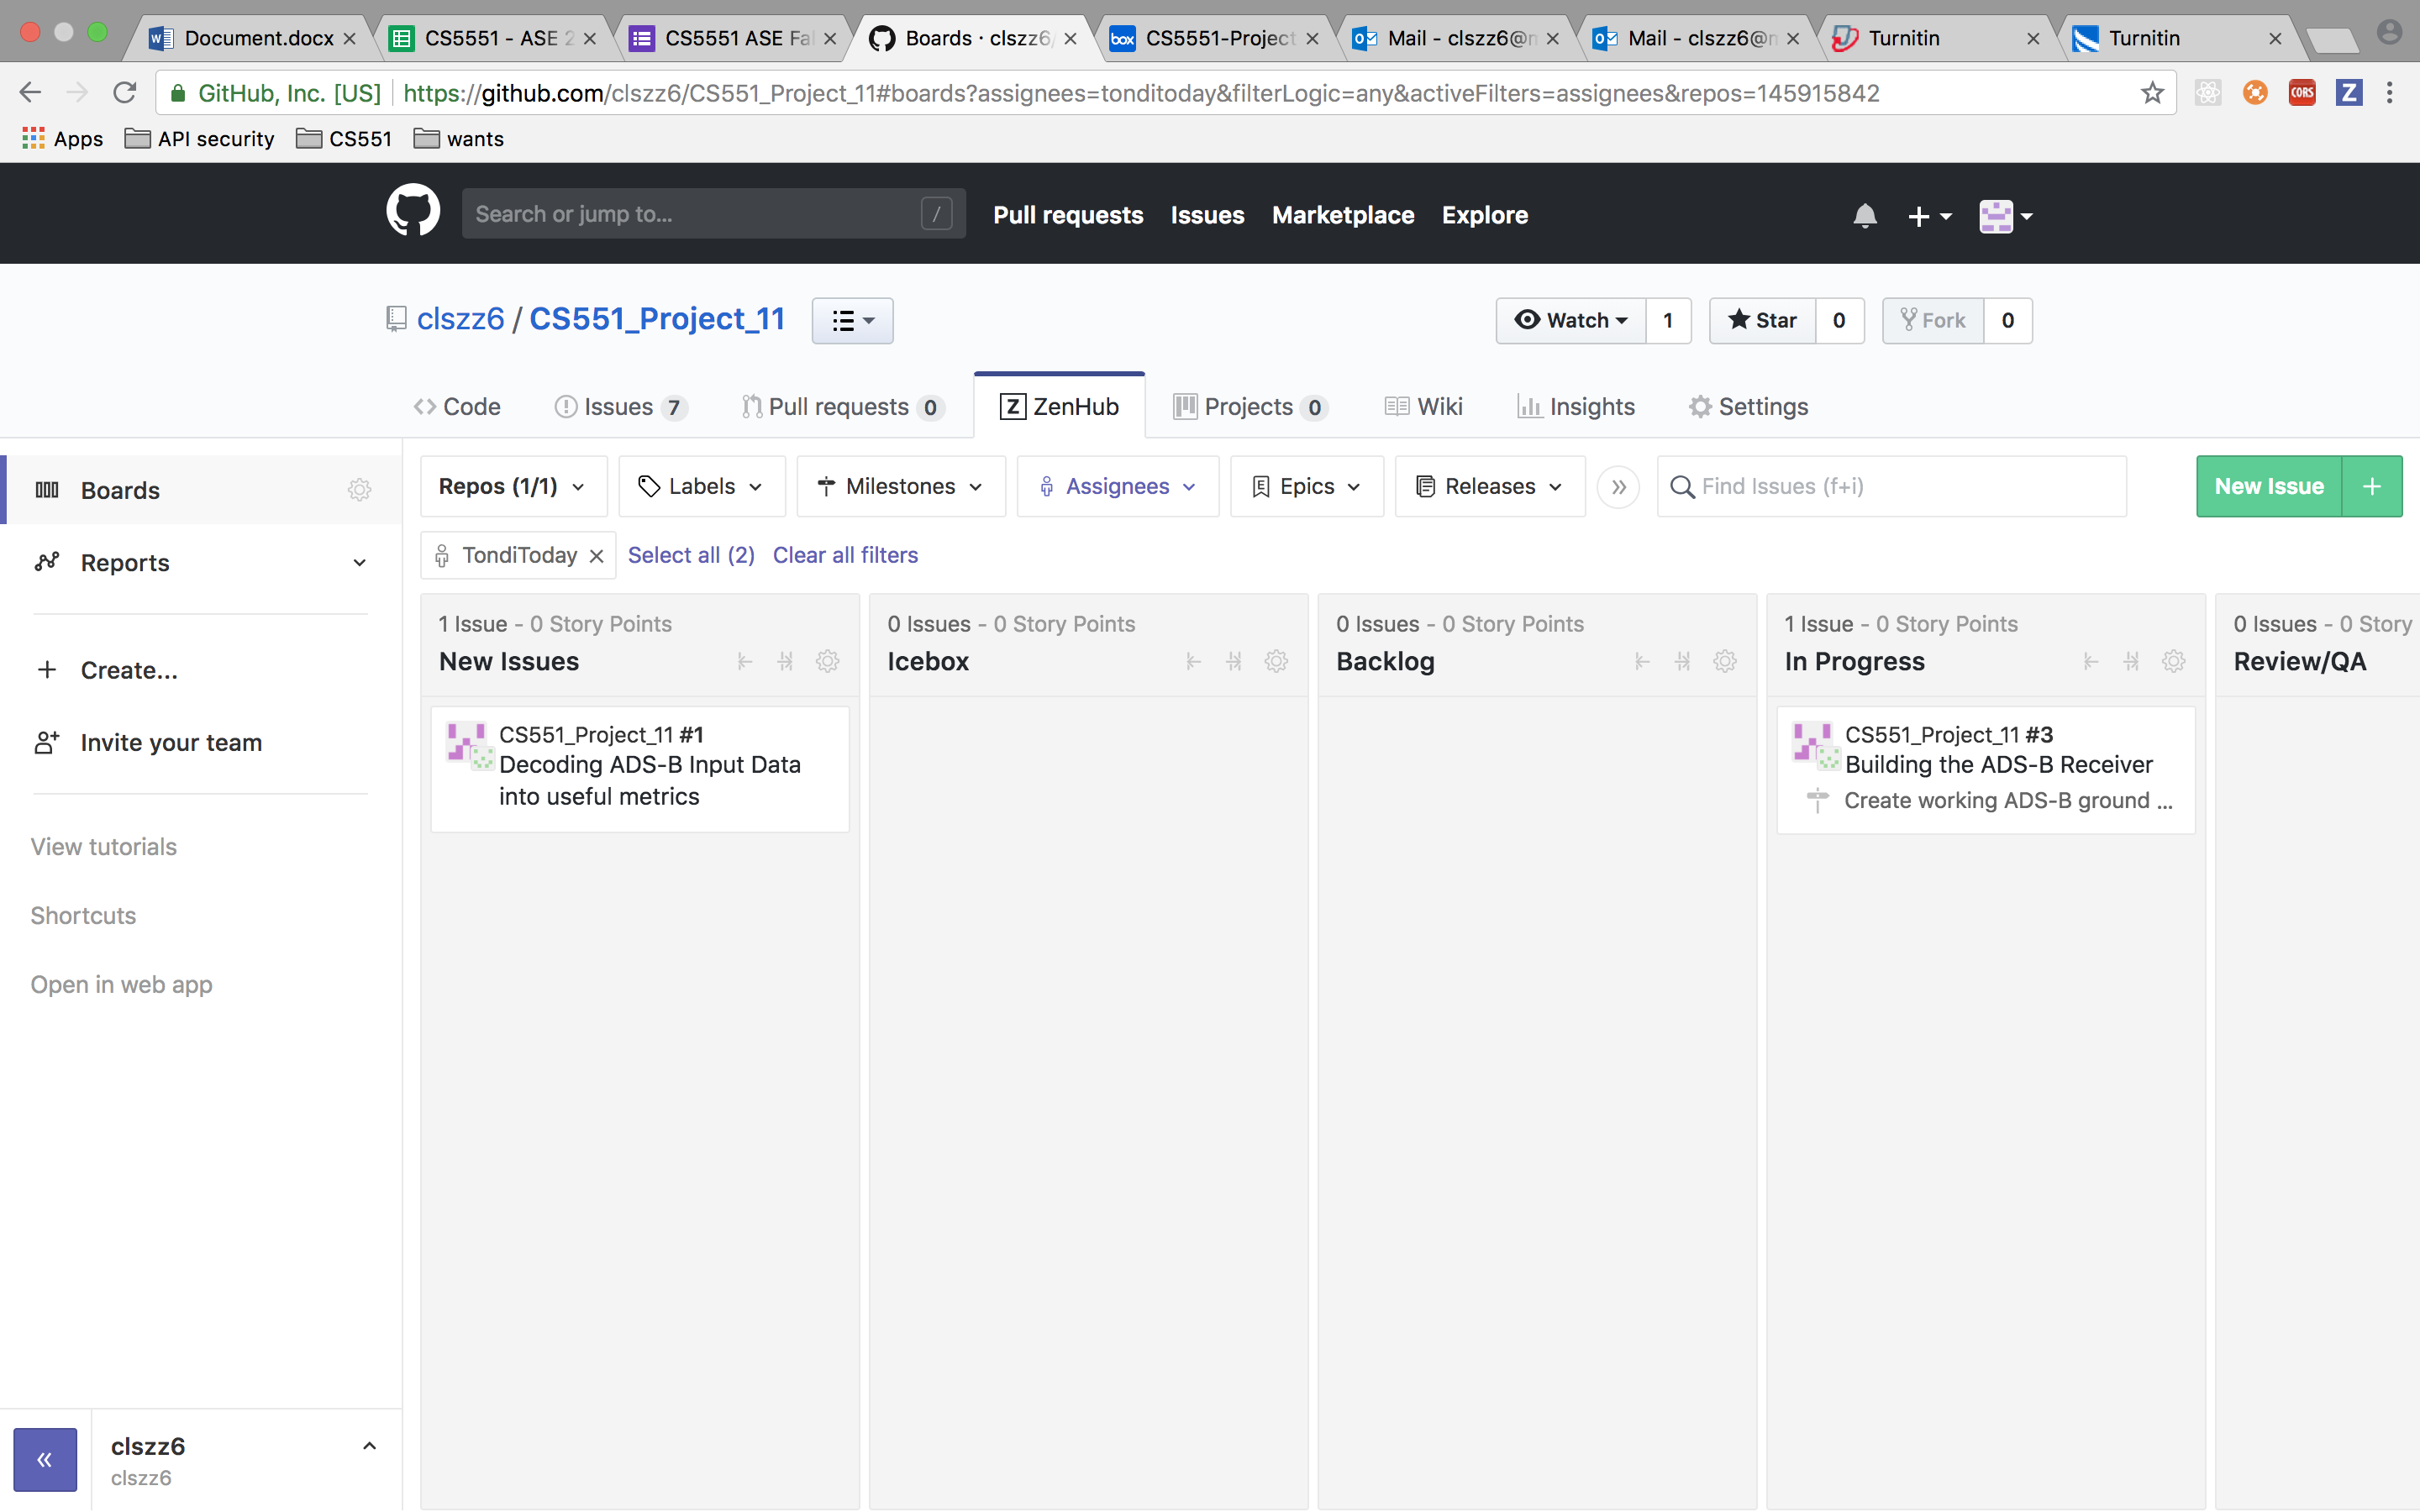 Document.docx
CS5551 - ASE 2
CS5551 ASE Fal
Boards · clszz6/
box CS5551-Project
Mail - clszz6@m
Mail - clszz6@m
Turnitin
Turnitin
GitHub, Inc. [US] https://github.com/clszz6/CS551_Project_11#boards?assignees=tonditoday&filterLogic=any&activeFilters=assignees&repos=145915842
CORS
Z
Apps API security CS551 wants
Search or jump to... / Pull requests Issues Marketplace Explore
clszz6 / CS551_Project_11
Watch 1 Star 0 Fork 0
Code Issues 7 Pull requests 0 Z ZenHub Projects 0 Wiki Insights Settings
Boards
Reports
Create...
Invite your team
View tutorials
Shortcuts
Open in web app
clszz6
clszz6
Repos (1/1) Labels Milestones Assignees Epics Releases » Find Issues (f+i) New Issue +
TondiToday × Select all (2) Clear all filters
1 Issue - 0 Story Points
New Issues
CS551_Project_11 #1
Decoding ADS-B Input Data
into useful metrics
0 Issues - 0 Story Points
Icebox
0 Issues - 0 Story Points
Backlog
1 Issue - 0 Story Points
In Progress
CS551_Project_11 #3
Building the ADS-B Receiver
Create working ADS-B ground ...
0 Issues - 0 Story
Review/QA